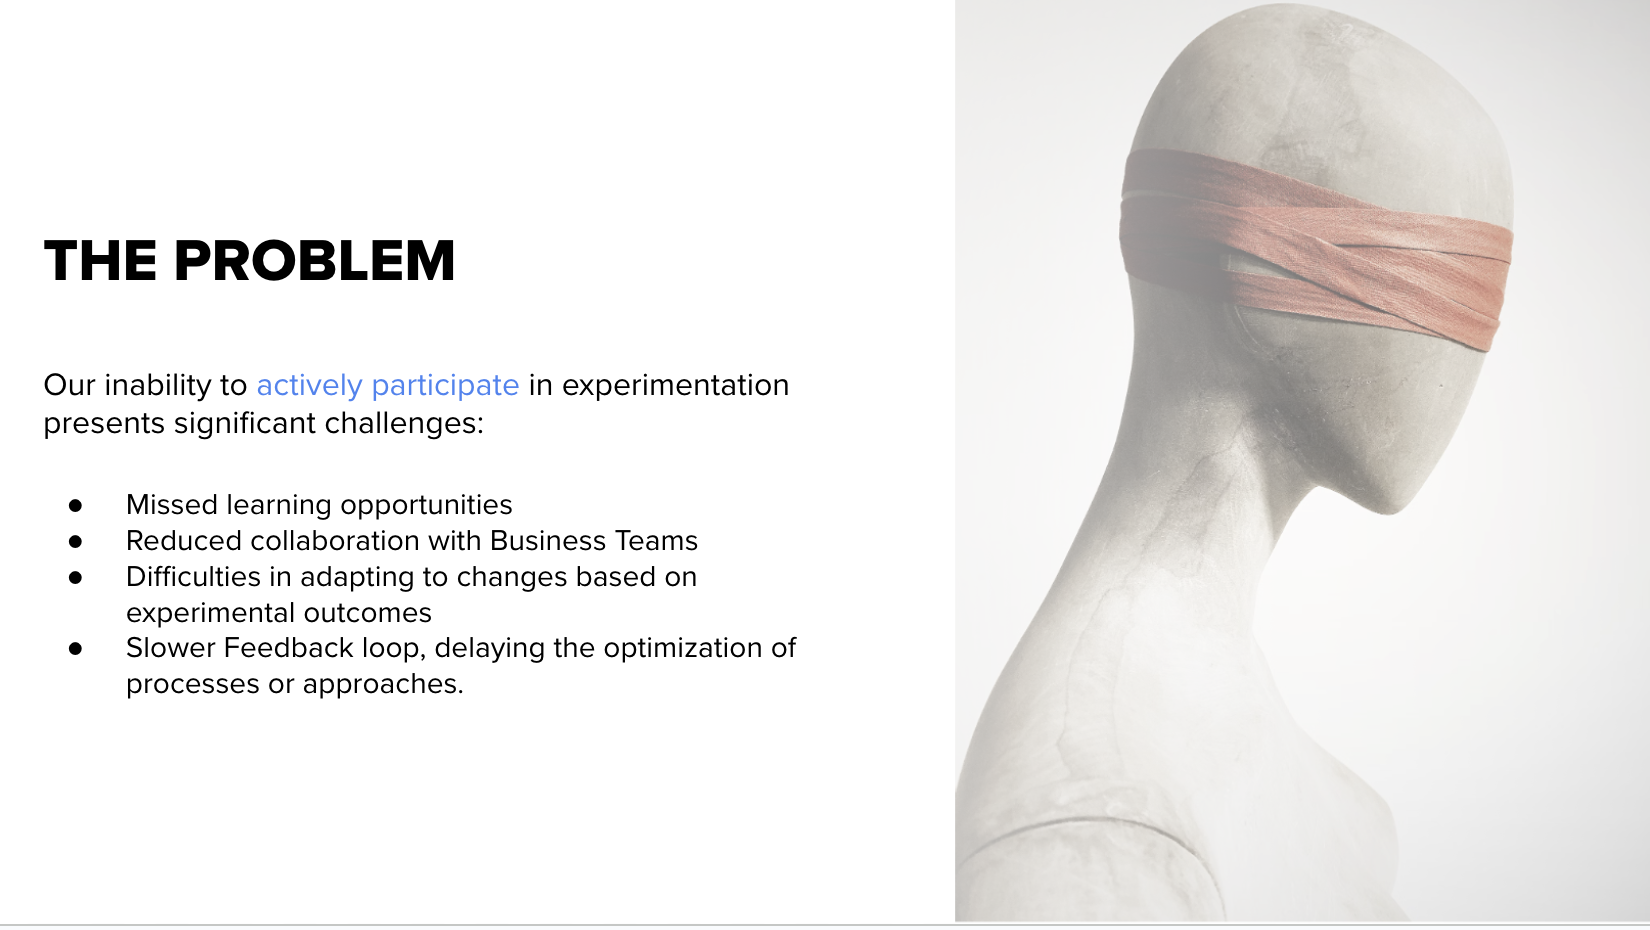 THE PROBLEM
Our inability to actively participate in experimentation
presents significant challenges:
● Missed learning opportunities
● Reduced collaboration with Business Teams
● Difficulties in adapting to changes based on
experimental outcomes
● Slower Feedback loop, delaying the optimization of
processes or approaches.